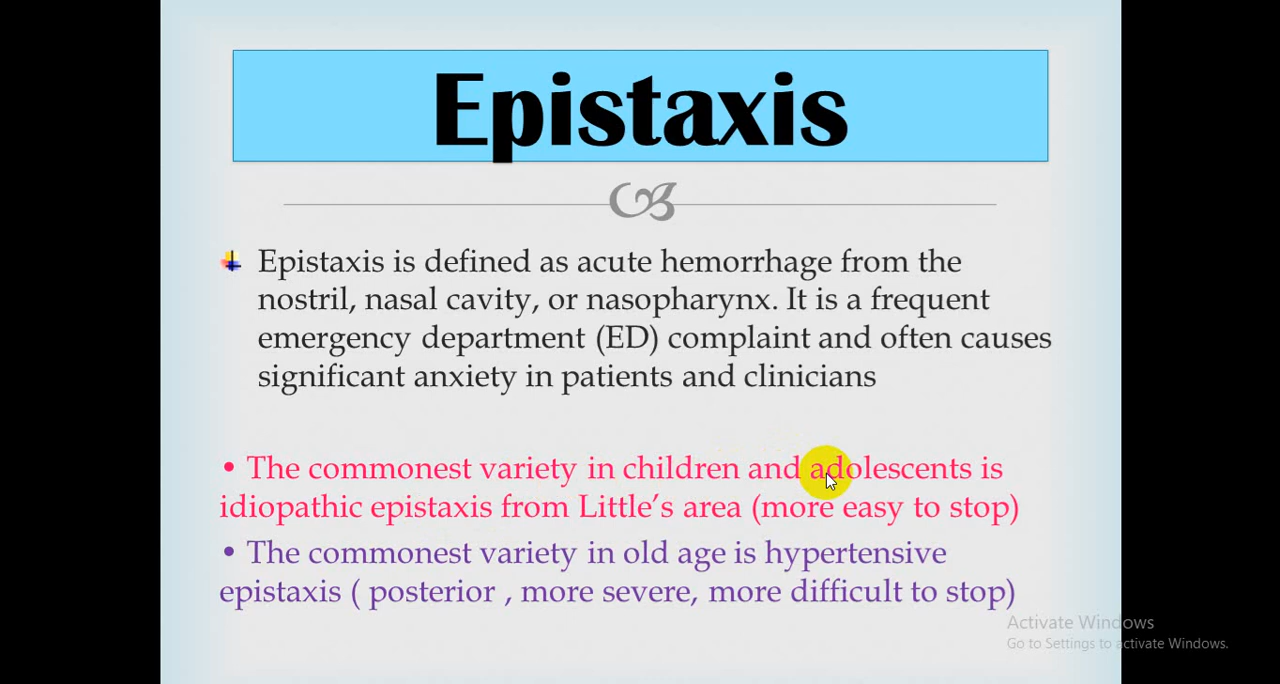 Epistaxis
Epistaxis is defined as acute hemorrhage from the
nostril, nasal cavity, or nasopharynx. It is a frequent
emergency department (ED) complaint and often causes
significant anxiety in patients and clinicians
• The commonest variety in children and adolescents is
idiopathic epistaxis from Little’s area (more easy to stop)
• The commonest variety in old age is hypertensive
epistaxis ( posterior , more severe, more difficult to stop)
Activate Windows
Go to Settings to activate Windows.